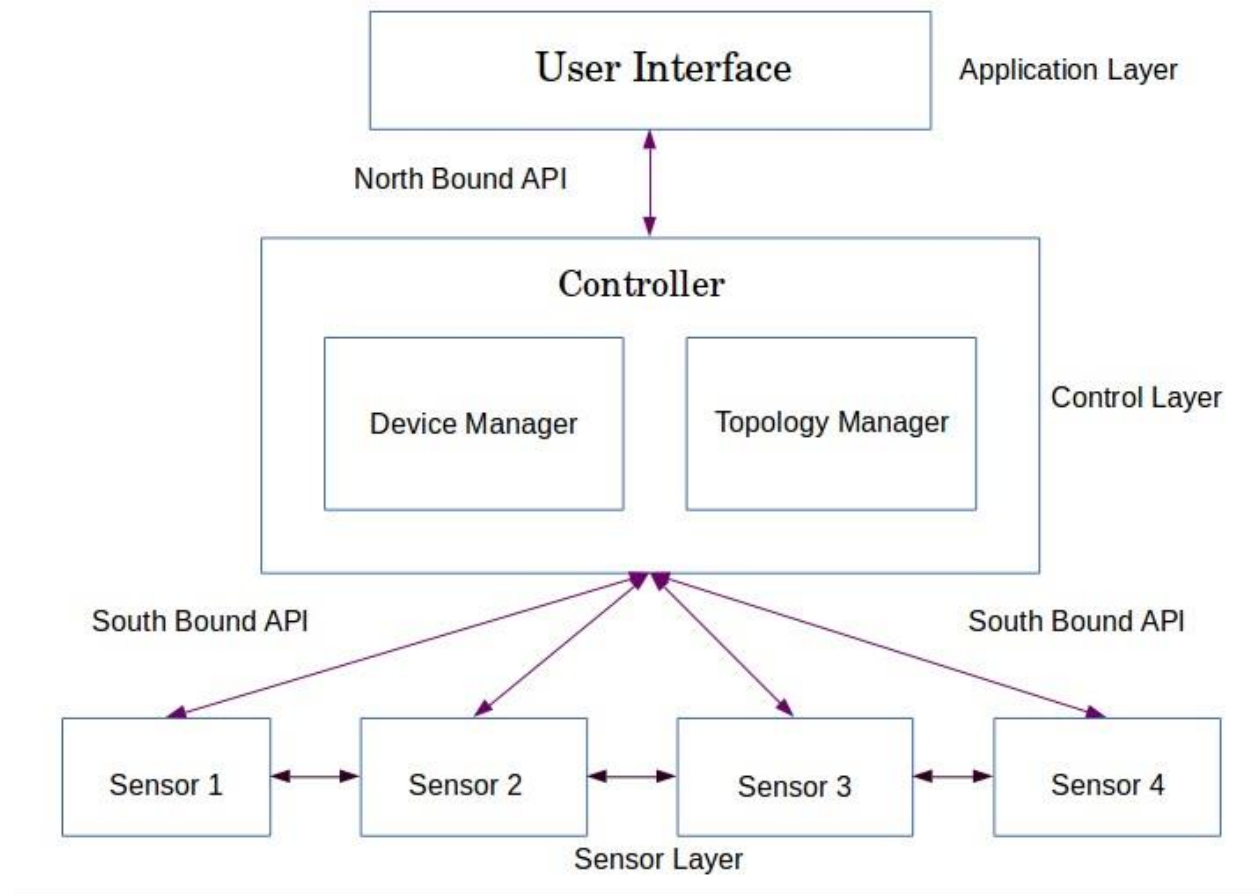 User Interface
Application Layer
North Bound API
Controller
Device Manager
Topology Manager
Control Layer
South Bound API
South Bound API
Sensor 1
Sensor 2
Sensor 3
Sensor 4
Sensor Layer